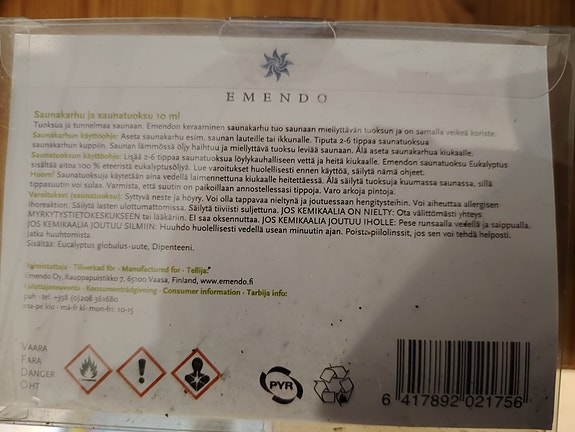 EMENDO
Saunakarhu ja saunatuoksu 10 ml
Tuoksua ja tunnelmaa saunaan. Emendon keraaminen saunakarhu tuo saunaan miellyttävän tuoksun ja on samalla veikeä koriste.
Saunakarhun käyttöohje: Aseta saunakarhu esim. saunan lauteille tai ikkunalle. Tiputa 2-6 tippaa saunatuoksua
saunakarhun kuppiin. Saunan lämmössä öljy haihtuu ja miellyttävä tuoksu leviää saunaan. Älä aseta saunakarhua kiukaalle.
Saunatuoksun käyttöohje: Lisää 2-6 tippaa saunatuoksua löylykauhalliseen vettä ja heitä kiukaalle. Emendon saunatuoksu Eukalyptus
sisältää aitoa 100 % eteeristä eukalyptusöljyä. Lue varoitukset huolellisesti ennen käyttöä, säilytä nämä ohjeet.
Huom! Saunatuoksuja käytetään aina vedellä laimennettuna kiukaalle heitettäessä. Älä säilytä tuoksuja kuumassa saunassa, sillä
tippasuutin voi sulaa. Varmista, että suutin on paikoillaan annostellessasi tippoja. Varo arkoja pintoja.
Varoitukset (saunatuoksu): Syttyvä neste ja höyry. Voi olla tappavaa nieltynä ja joutuessaan hengitysteihin. Voi aiheuttaa allergisen
ihoreaktion. Säilytä lasten ulottumattomissa. Säilytä tiiviisti suljettuna. JOS KEMIKAALIA ON NIELTY: Ota välittömästi yhteys
MYRKYTYSTIETOKESKUKSEEN tai lääkäriin. EI saa oksennuttaa. JOS KEMIKAALIA JOUTUU IHOLLE: Pese runsaalla vedellä ja saippualla.
JOS KEMIKAALIA JOUTUU SILMIIN: Huuhdo huolellisesti vedellä usean minuutin ajan. Poista piilolinssit, jos sen voi tehdä helposti.
Jatka huuhtomista.
Sisältää: Eucalyptus globulus-uute, Dipenteeni.
Valmistuttaja · Tillverkad för · Manufactured for · Tellija:
Emendo Oy, Kauppapuistikko 7, 65100 Vaasa, Finland, www.emendo.fi
Kuluttajaneuvonta · Konsumentrådgivning · Consumer information · Tarbija info:
puh · tel +358 (0)208 361680
ma-pe klo · må-fr kl · mon-fri: 10-15
VAARA
FARA
DANGER
OHT
PYR
6 417892 021756